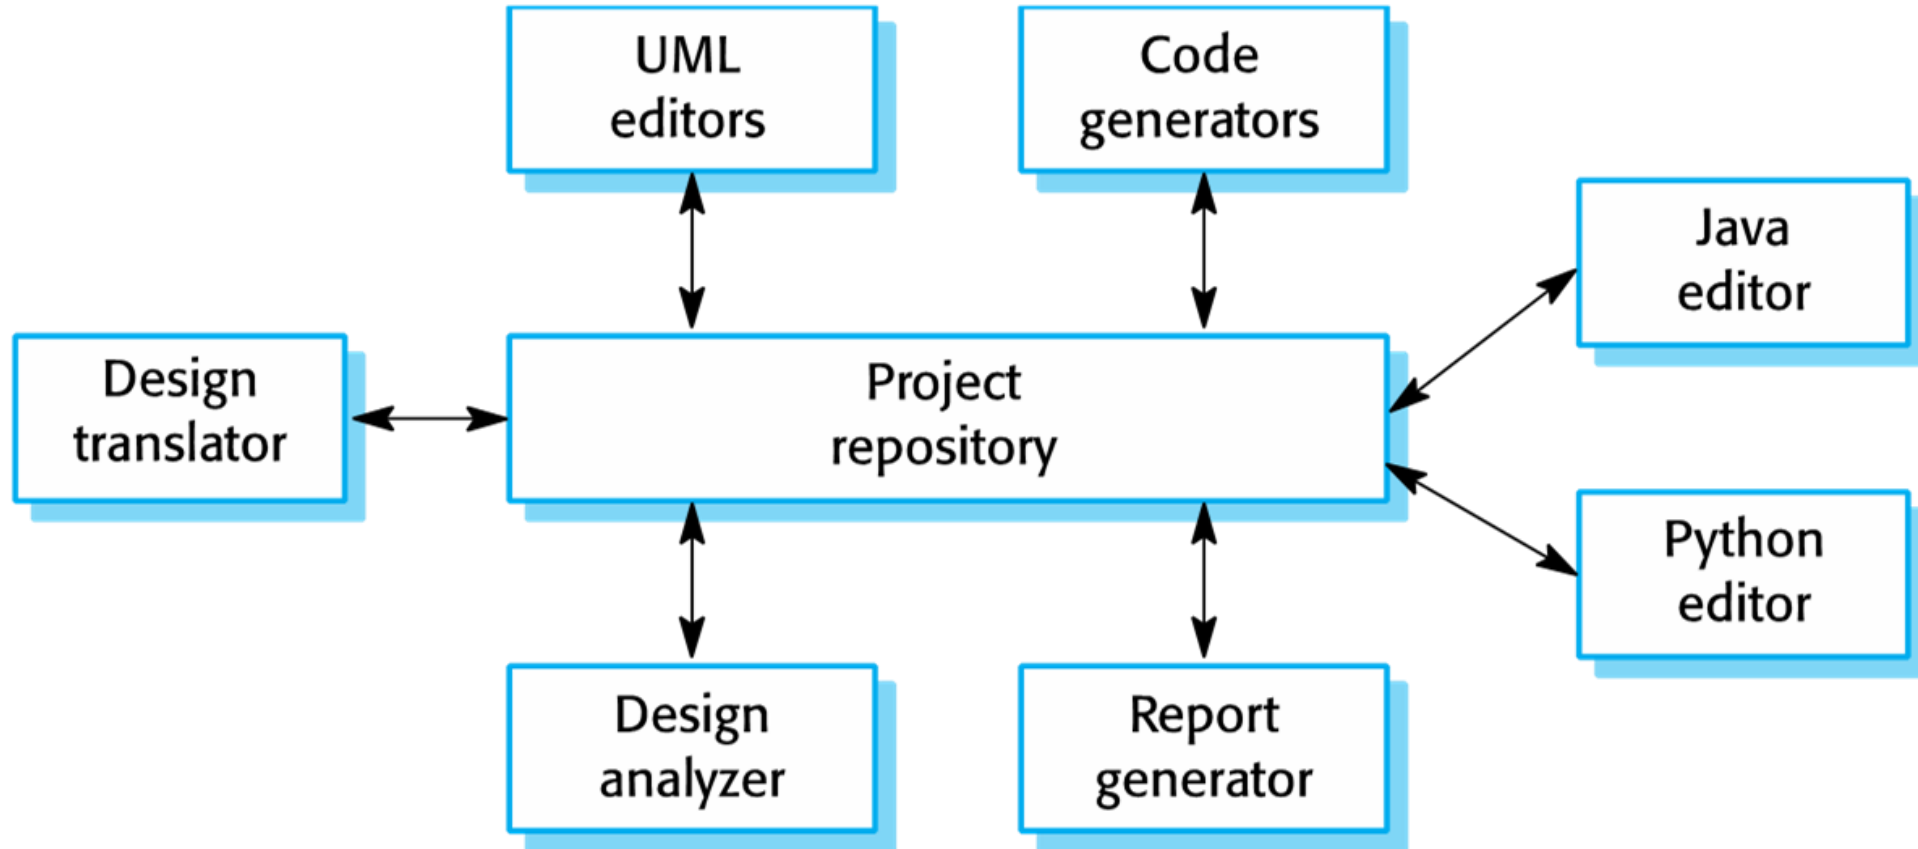 UML
editors
Code
generators
Java
editor
Design
translator
Project
repository
Python
editor
Design
analyzer
Report
generator